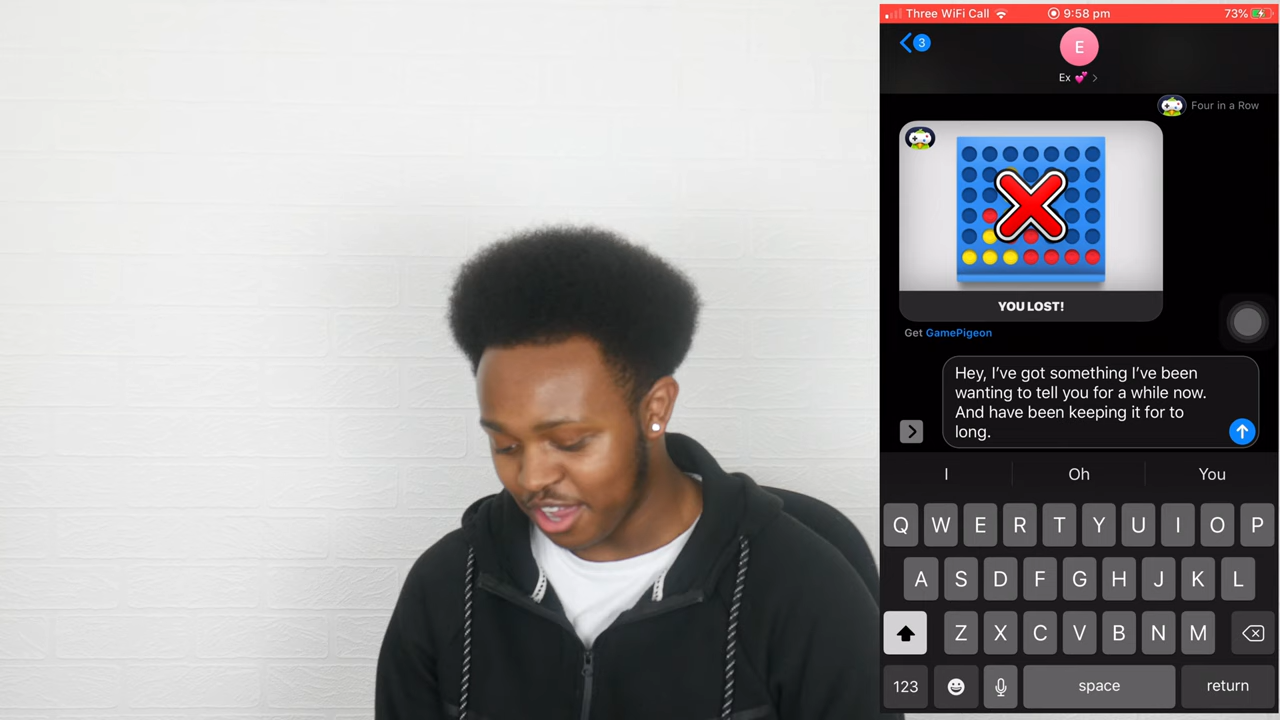 Three WiFi Call 9:58 pm 73%
3
E
Ex 💕 >
Four in a Row
YOU LOST!
Get GamePigeon
Hey, I've got something I've been
wanting to tell you for a while now.
And have been keeping it for to
long.
I Oh You
Q W E R T Y U I O P
A S D F G H J K L
Z X C V B N M
123 space return